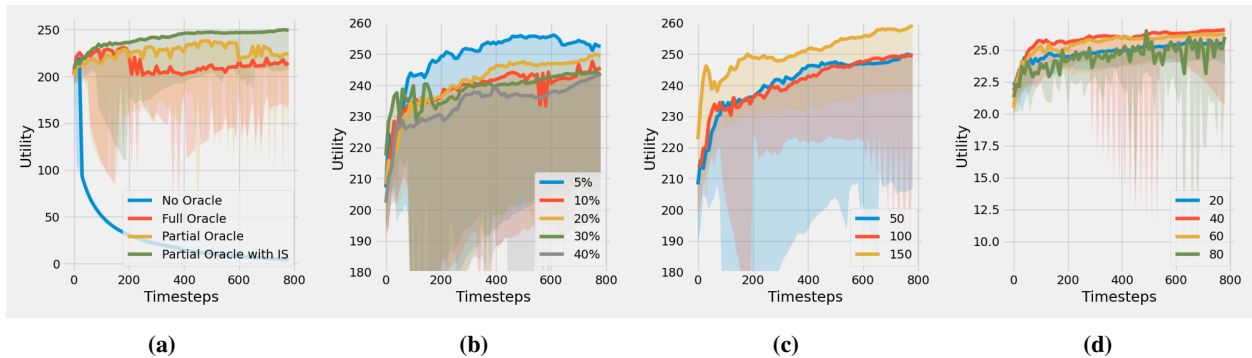 250
200
150
100
50
0
Utility
No Oracle
Full Oracle
Partial Oracle
Partial Oracle with IS
0 200 400 600 800
Timesteps
(a)
260
250
240
230
220
210
200
190
180
Utility
5%
10%
20%
30%
40%
0 200 400 600 800
Timesteps
(b)
260
250
240
230
220
210
200
190
180
Utility
50
100
150
0 200 400 600 800
Timesteps
(c)
25.0
22.5
20.0
17.5
15.0
12.5
10.0
Utility
20
40
60
80
0 200 400 600 800
Timesteps
(d)